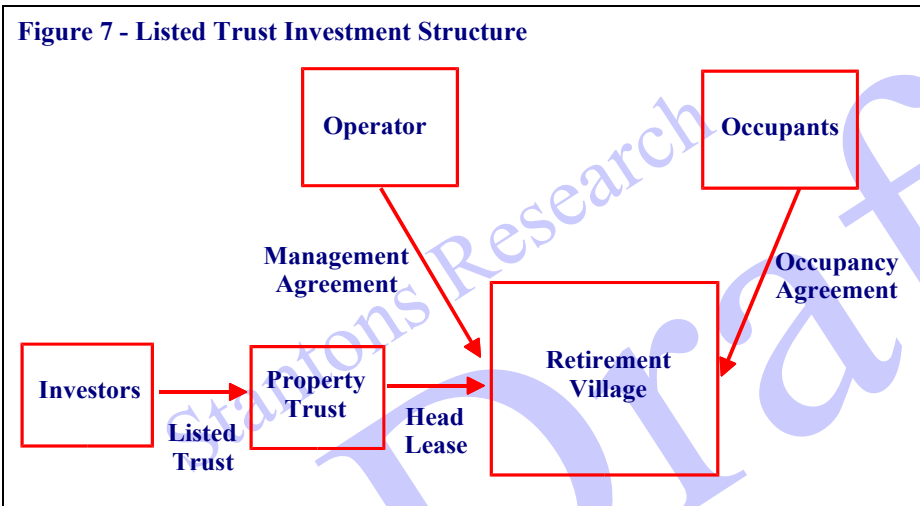 Figure 7 - Listed Trust Investment Structure
Operator
Occupants
Management
Agreement
Occupancy
Agreement
Investors
Property
Trust
Retirement
Village
Listed
Trust
Head
Lease
Stantons Research
Draf